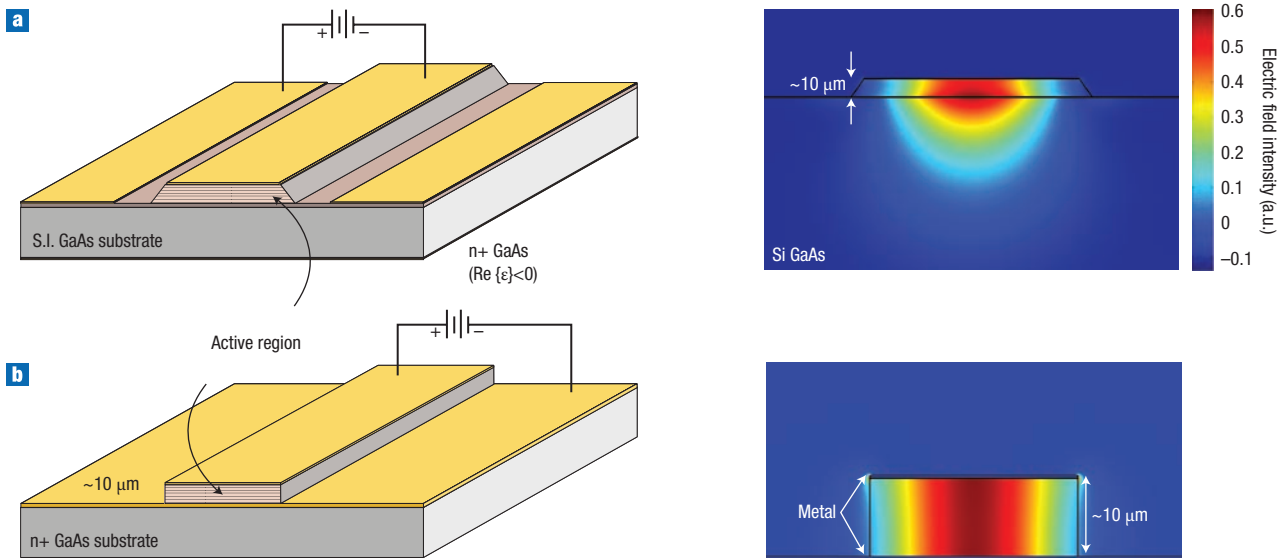 a
+ −
S.I. GaAs substrate
n+ GaAs
(Re {ε}<0)
Active region
~10 μm
Si GaAs
0.6
0.5
0.4
0.3
0.2
0.1
0
−0.1
Electric field intensity (a.u.)
b
+ −
~10 μm
n+ GaAs substrate
Metal
~10 μm